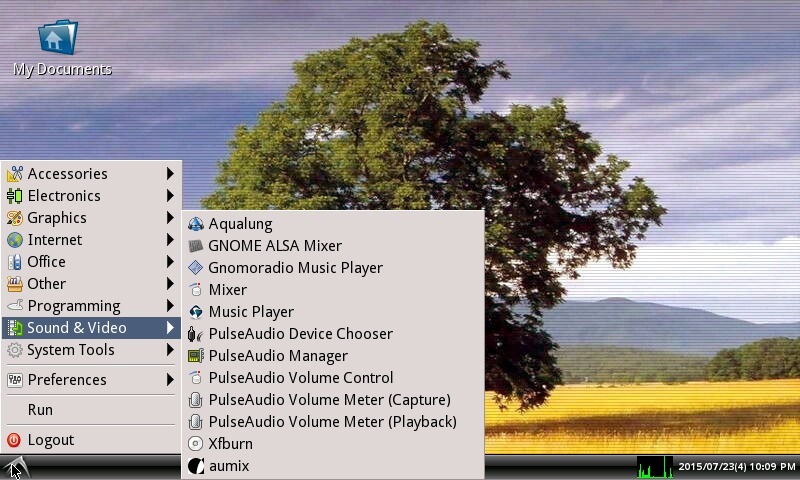 My Documents
Accessories
Electronics
Graphics
Internet
Office
Other
Programming
Sound & Video
System Tools
Preferences
Run
Logout
Aqualung
GNOME ALSA Mixer
Gnomoradio Music Player
Mixer
Music Player
PulseAudio Device Chooser
PulseAudio Manager
PulseAudio Volume Control
PulseAudio Volume Meter (Capture)
PulseAudio Volume Meter (Playback)
Xfburn
aumix
2015/07/23(4) 10:09 PM